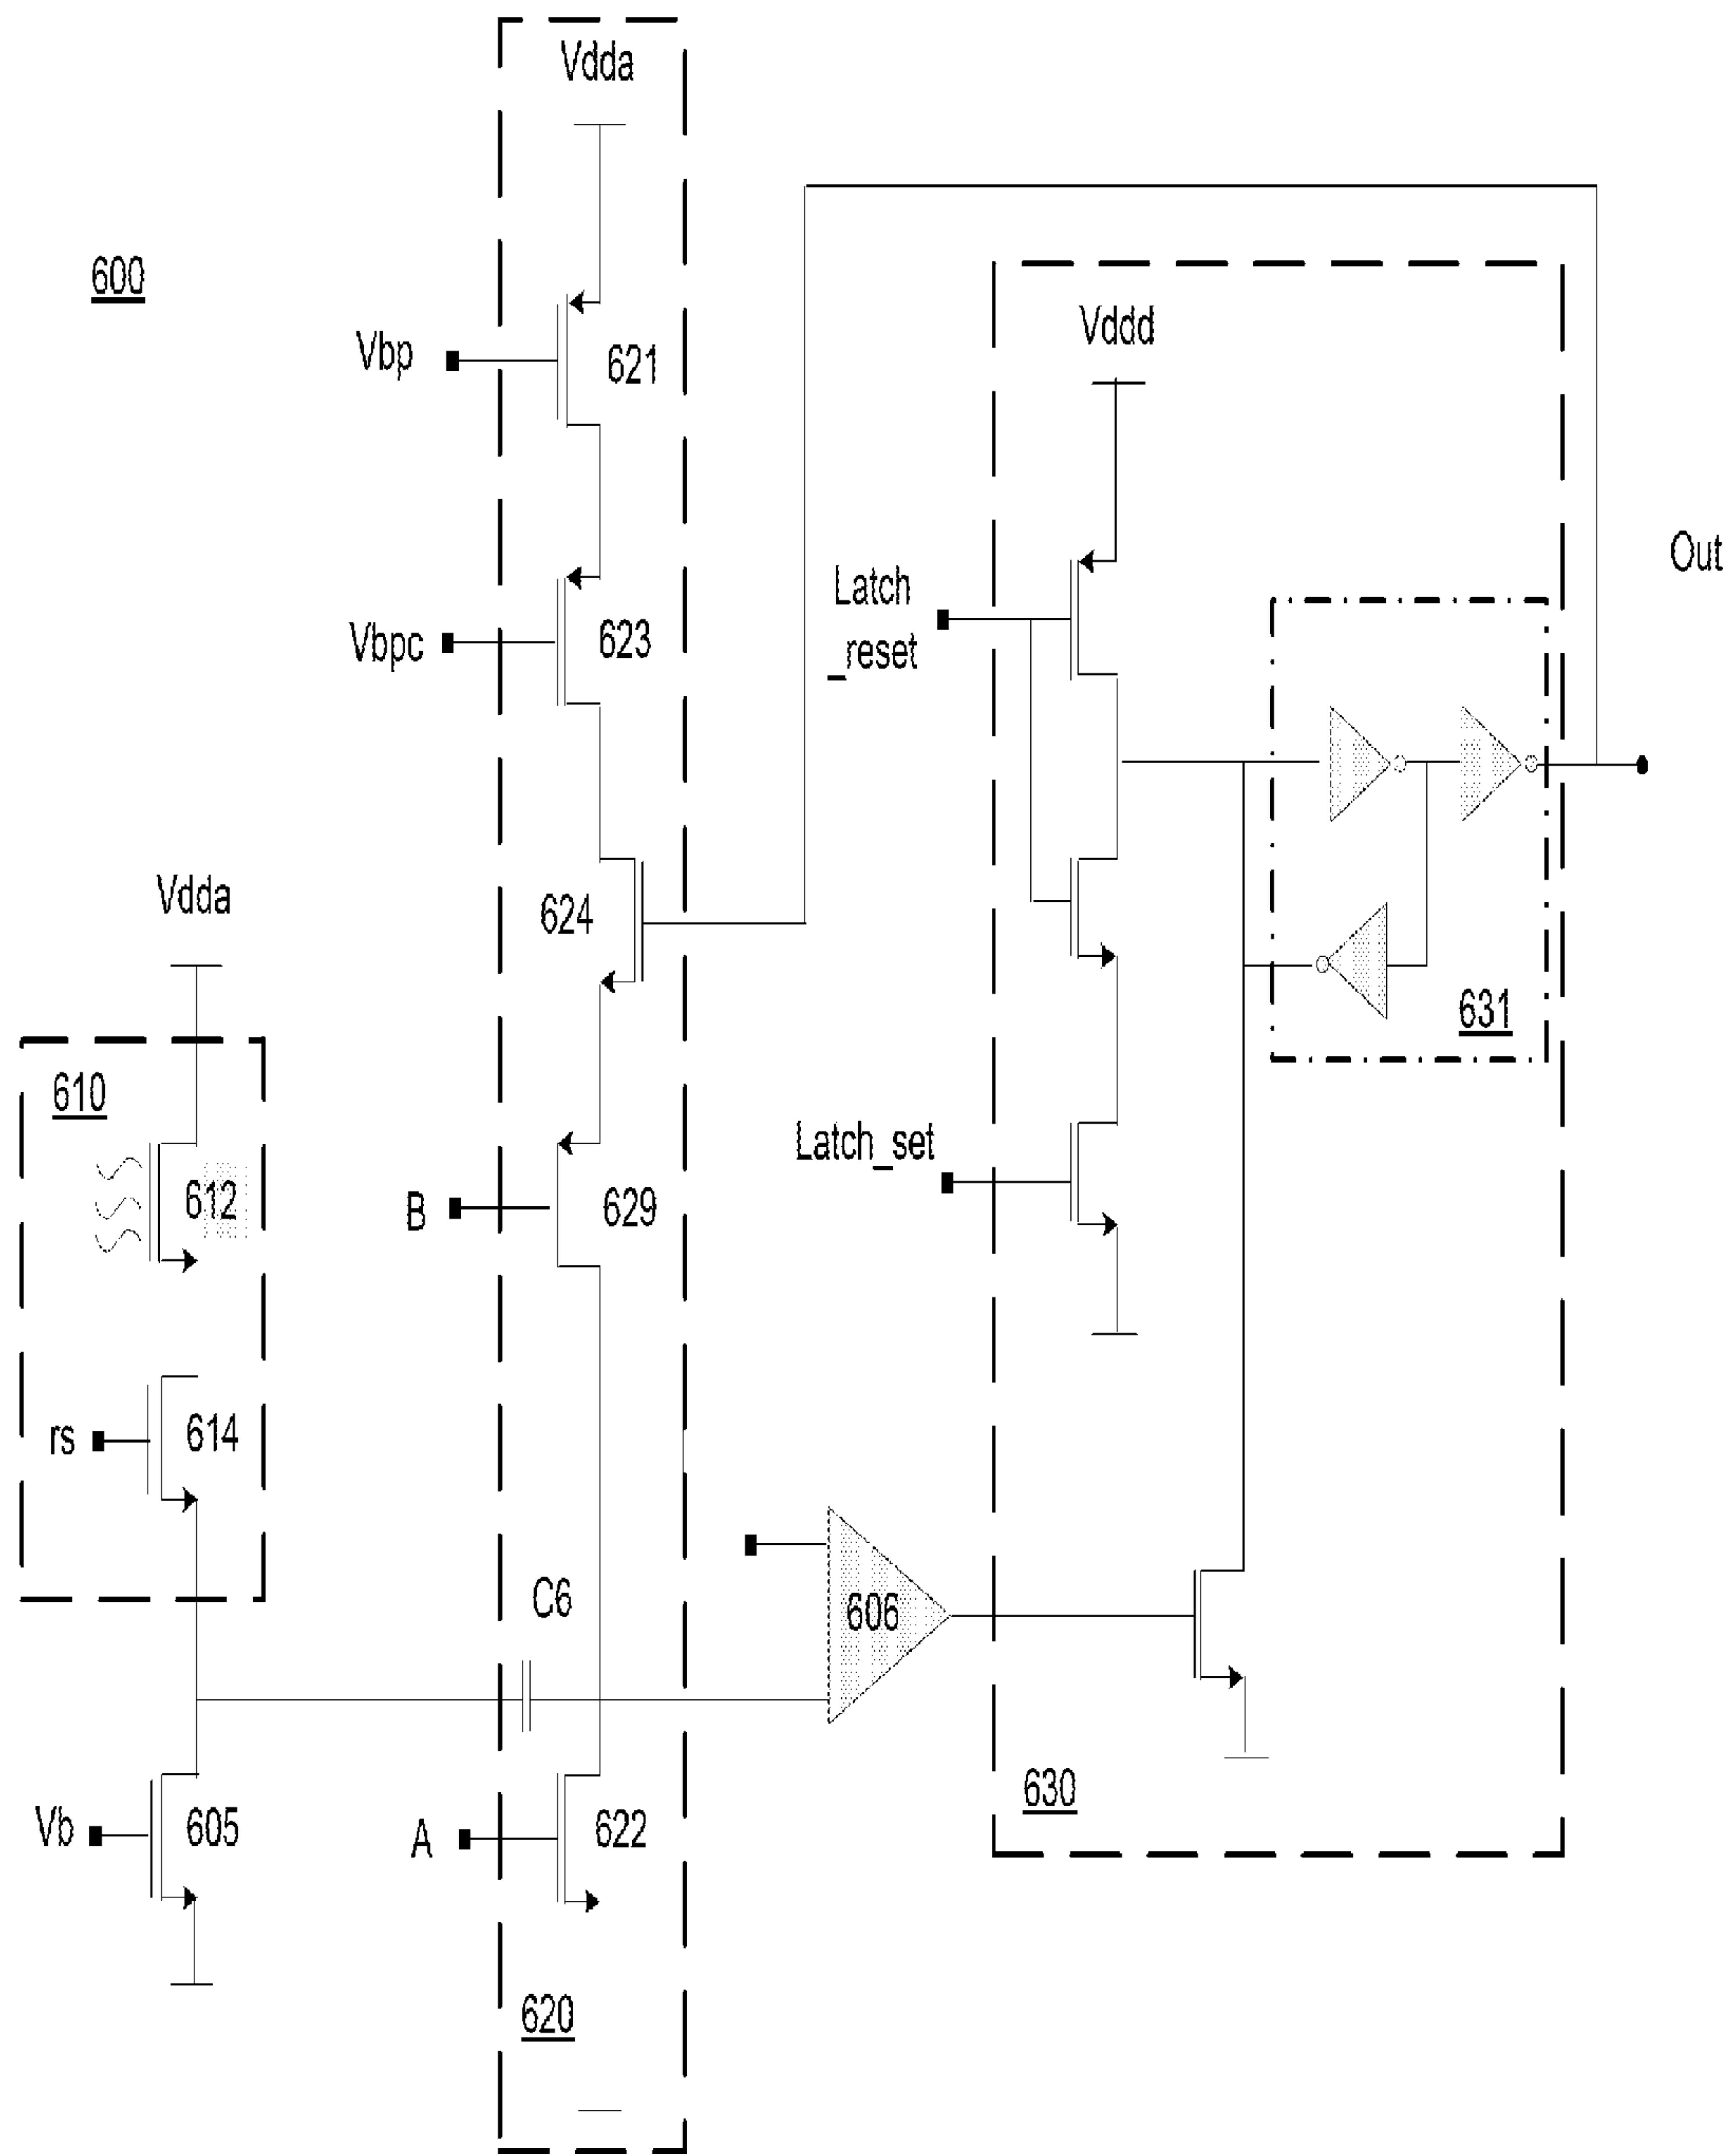 Vdda
600
Vddd
Vbp
621
Out
Latch
_reset
Vbpc
623
Vdda
624
631
610
Latch_set
612
B
629
rs
614
C6
606
630
Vb
605
A
622
620